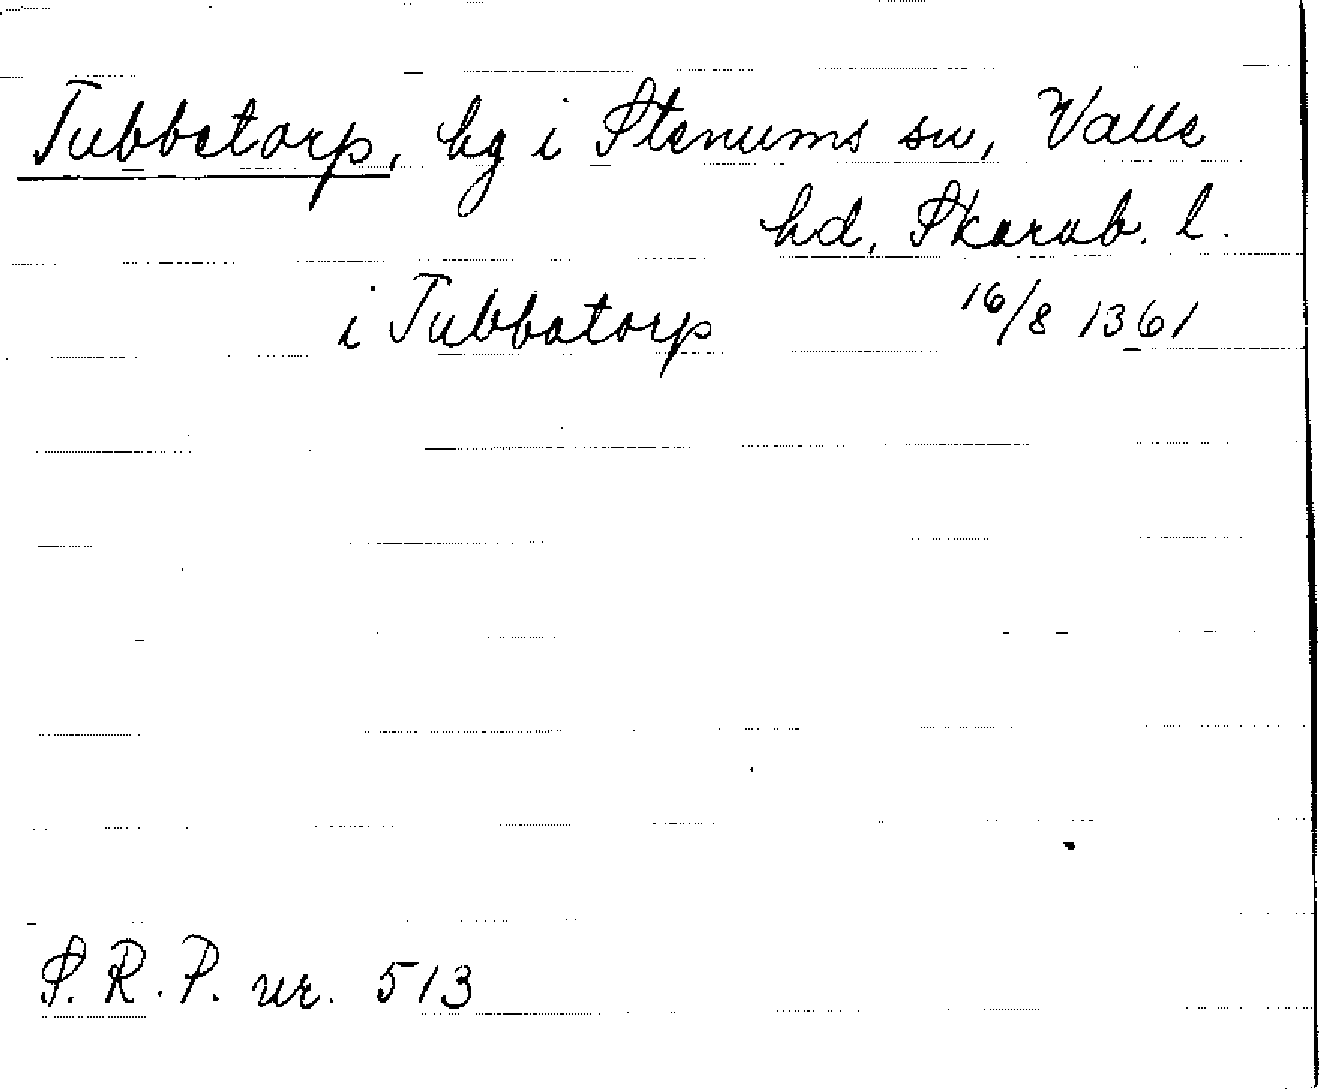 Tubbetorp, by i Stenums sn, Valle
hd, Skarab. l.
i Tubbatorp 16/8 1361
S.R.P. nr. 513